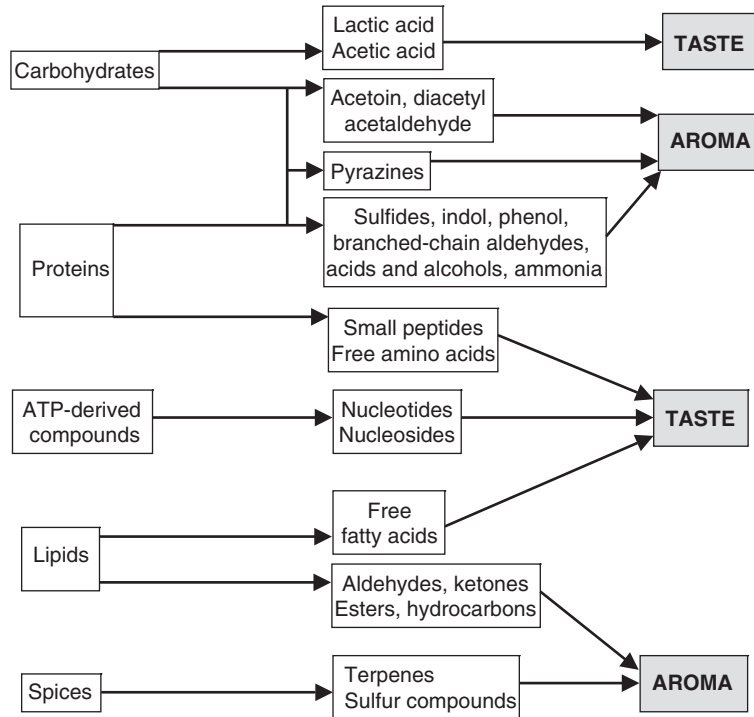 Lactic acid
Acetic acid
TASTE
Carbohydrates
Acetoin, diacetyl
acetaldehyde
AROMA
Pyrazines
Sulfides, indol, phenol,
branched-chain aldehydes,
acids and alcohols, ammonia
Proteins
Small peptides
Free amino acids
ATP-derived
compounds
Nucleotides
Nucleosides
TASTE
Free
fatty acids
Lipids
Aldehydes, ketones
Esters, hydrocarbons
Spices
Terpenes
Sulfur compounds
AROMA